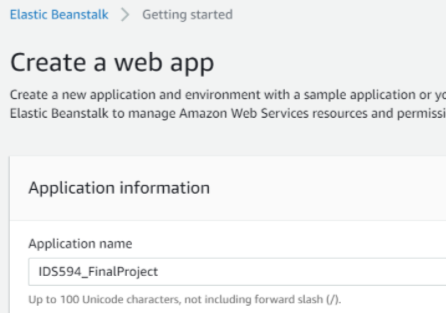 Elastic Beanstalk > Getting started
Create a web app
Create a new application and environment with a sample application or
Elastic Beanstalk to manage Amazon Web Services resources and
Application information
Application name
IDS594_FinalProject
Up to 100 Unicode characters, not including forward slash (/).